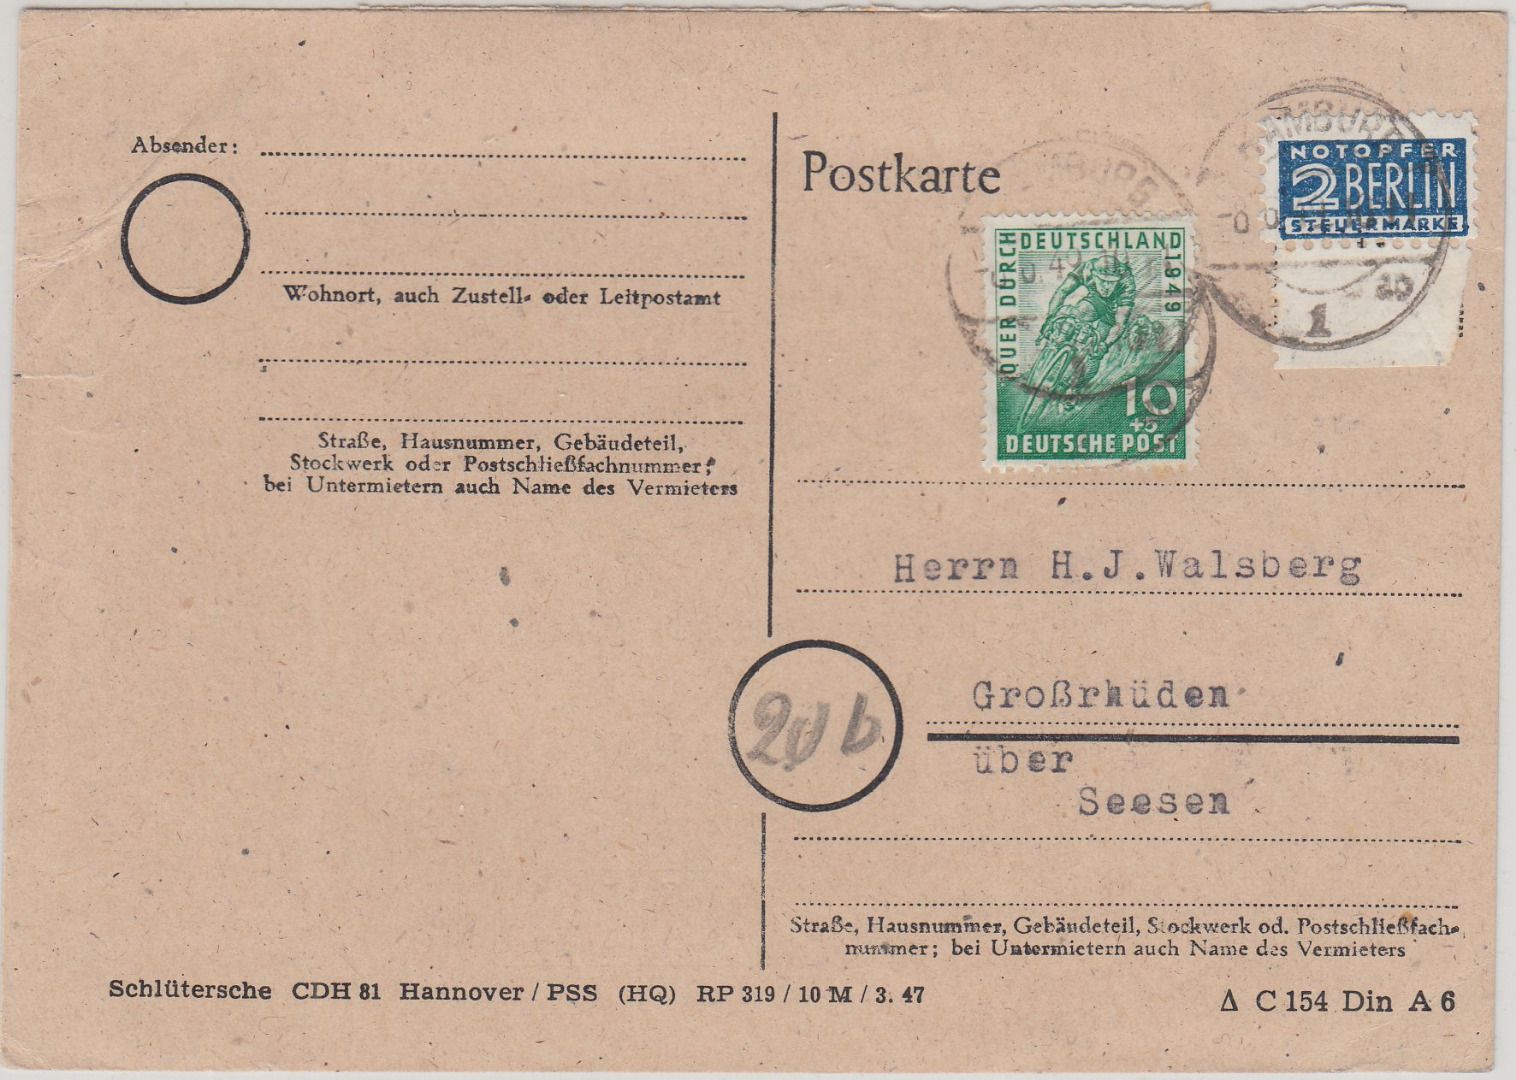 Absender:
Wohnort, auch Zustell- oder Leitpostamt
Straße, Hausnummer, Gebäudeteil,
Stockwerk oder Postschließfachnummer;
bei Untermietern auch Name des Vermieters
Postkarte
HAMBURG
1
NOTOPFER
2 BERLIN
STEUERMARKE
QUER DURCH
DEUTSCHLAND
1949
10
+5
DEUTSCHE POST
Herrn H.J.Walsberg
20b
Großrhüden
über
Seesen
Straße, Hausnummer, Gebäudeteil, Stockwerk od. Postschließfach-
nummer; bei Untermietern auch Name des Vermieters
Schlütersche CDH 81 Hannover / PSS (HQ) RP 319 / 10 M / 3. 47
Δ C 154 Din A 6